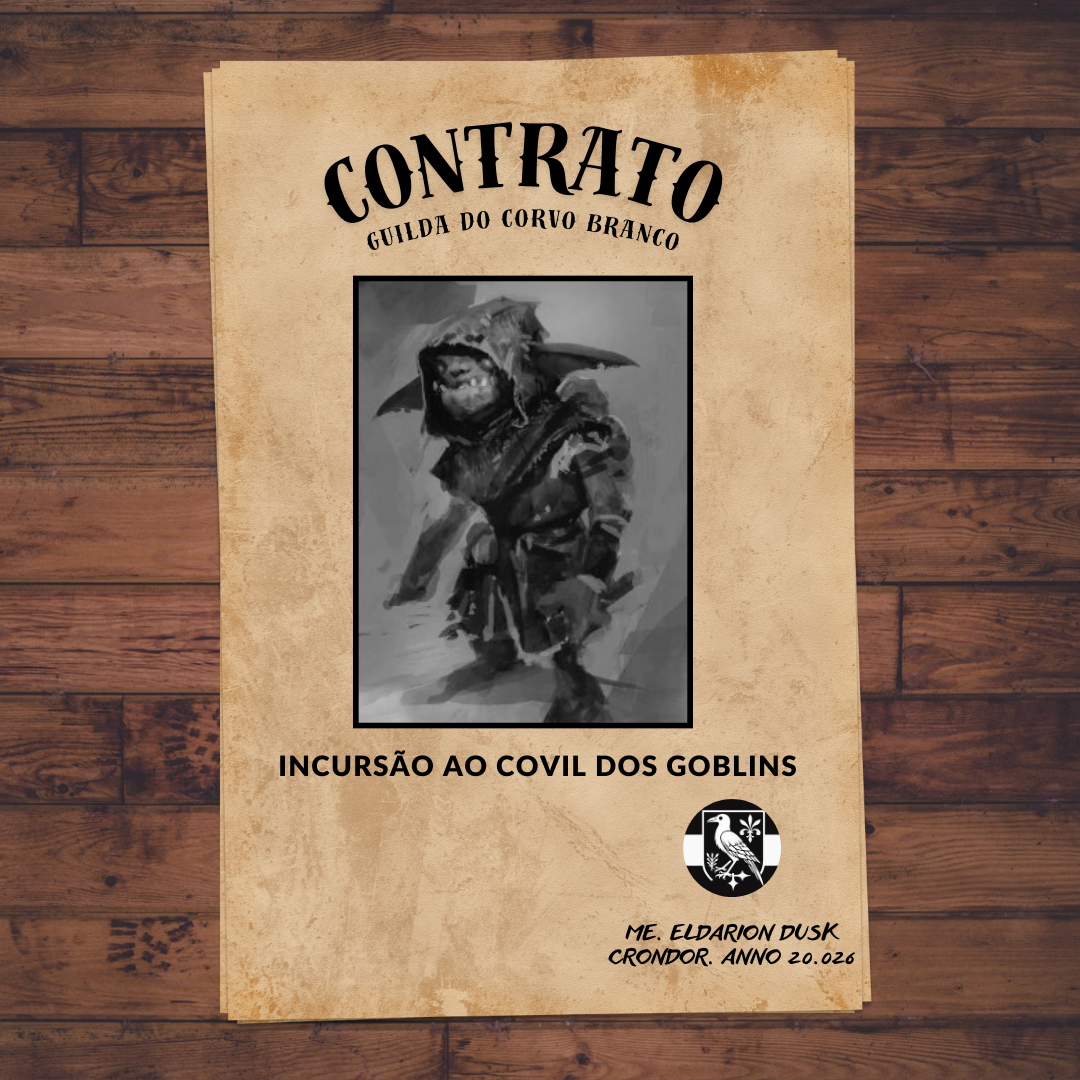 CONTRATO
GUILDA DO CORVO BRANCO
INCURSÃO AO COVIL DOS GOBLINS
ME. ELDARION DUSK
CRONDOR. ANNO 20.026